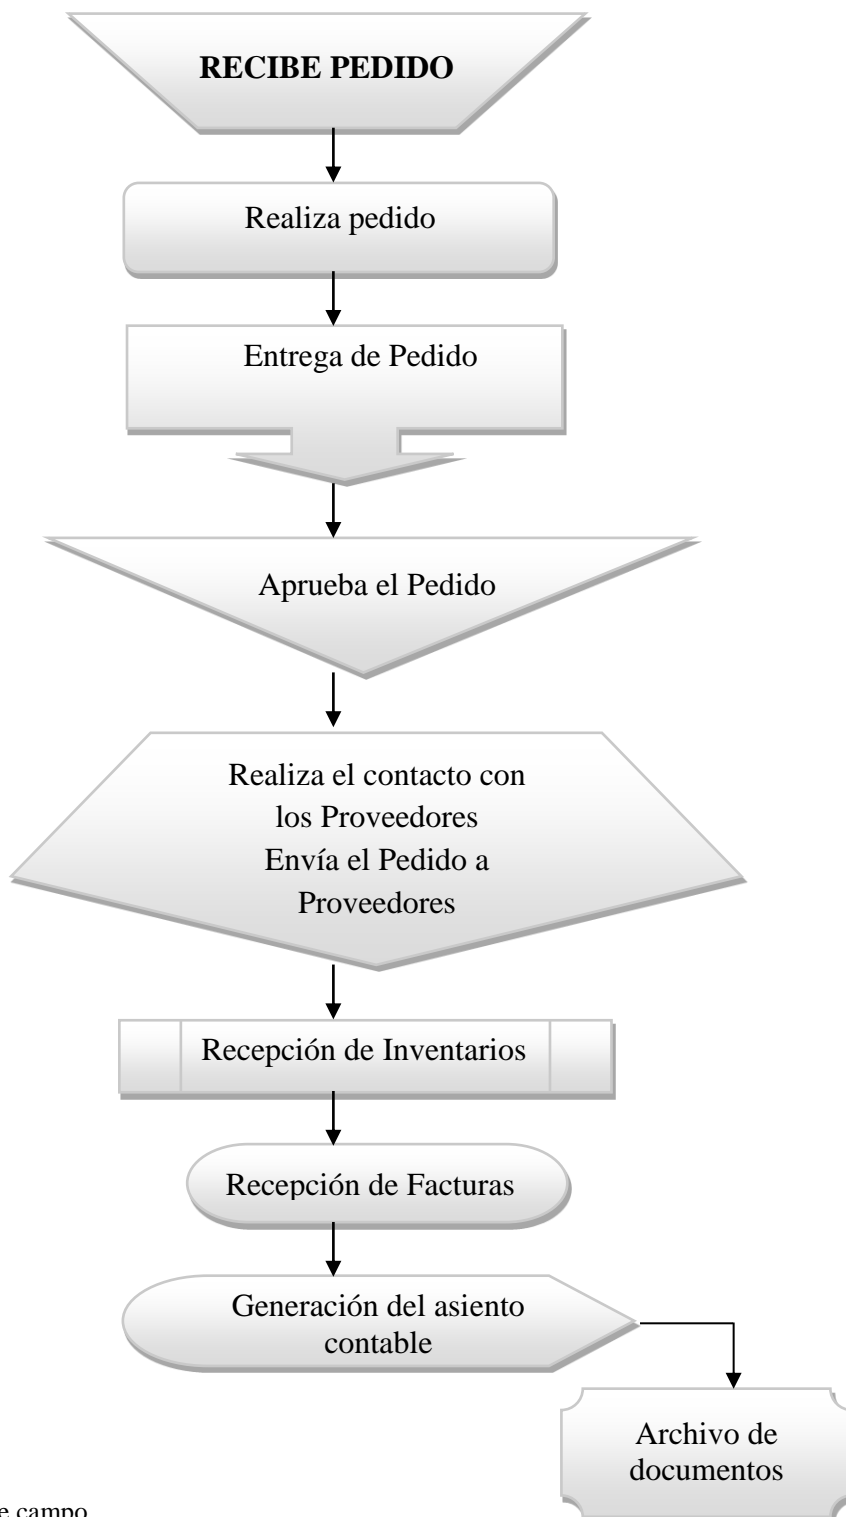 RECIBE PEDIDO
Realiza pedido
Entrega de Pedido
Aprueba el Pedido
Realiza el contacto con
los Proveedores
Envía el Pedido a
Proveedores
Recepción de Inventarios
Recepción de Facturas
Generación del asiento
contable
Archivo de
documentos
e campo